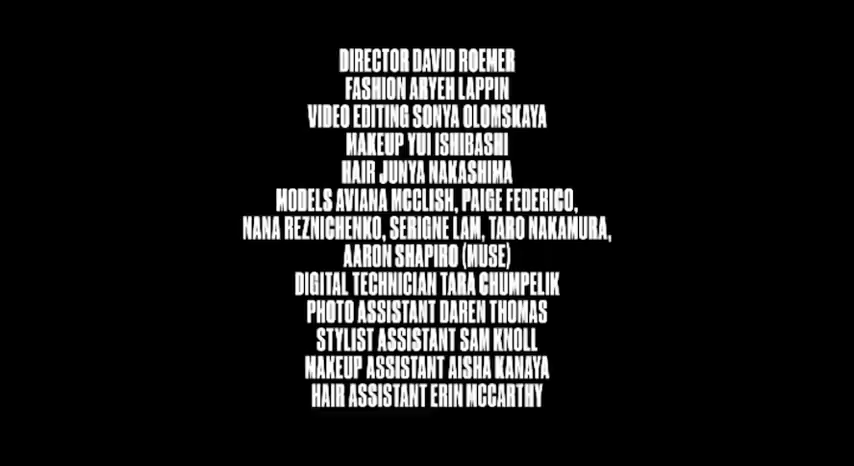 DIRECTOR DAVID ROEMER
FASHION ARYEH LAPPIN
VIDEO EDITING SONYA OLOMSKAYA
MAKEUP YUI ISHIBASHI
HAIR JUNYA NAKASHIMA
MODELS AVIANA MCCLISH, PAIGE FEDERICO,
NANA REZNICHENKO, SERIGNE LAM, TARO NAKAMURA,
AARON SHAPIRO (MUSE)
DIGITAL TECHNICIAN TARA CHUMPELIK
PHOTO ASSISTANT DAREN THOMAS
STYLIST ASSISTANT SAM KNOLL
MAKEUP ASSISTANT AISHA KANAYA
HAIR ASSISTANT ERIN MCCARTHY